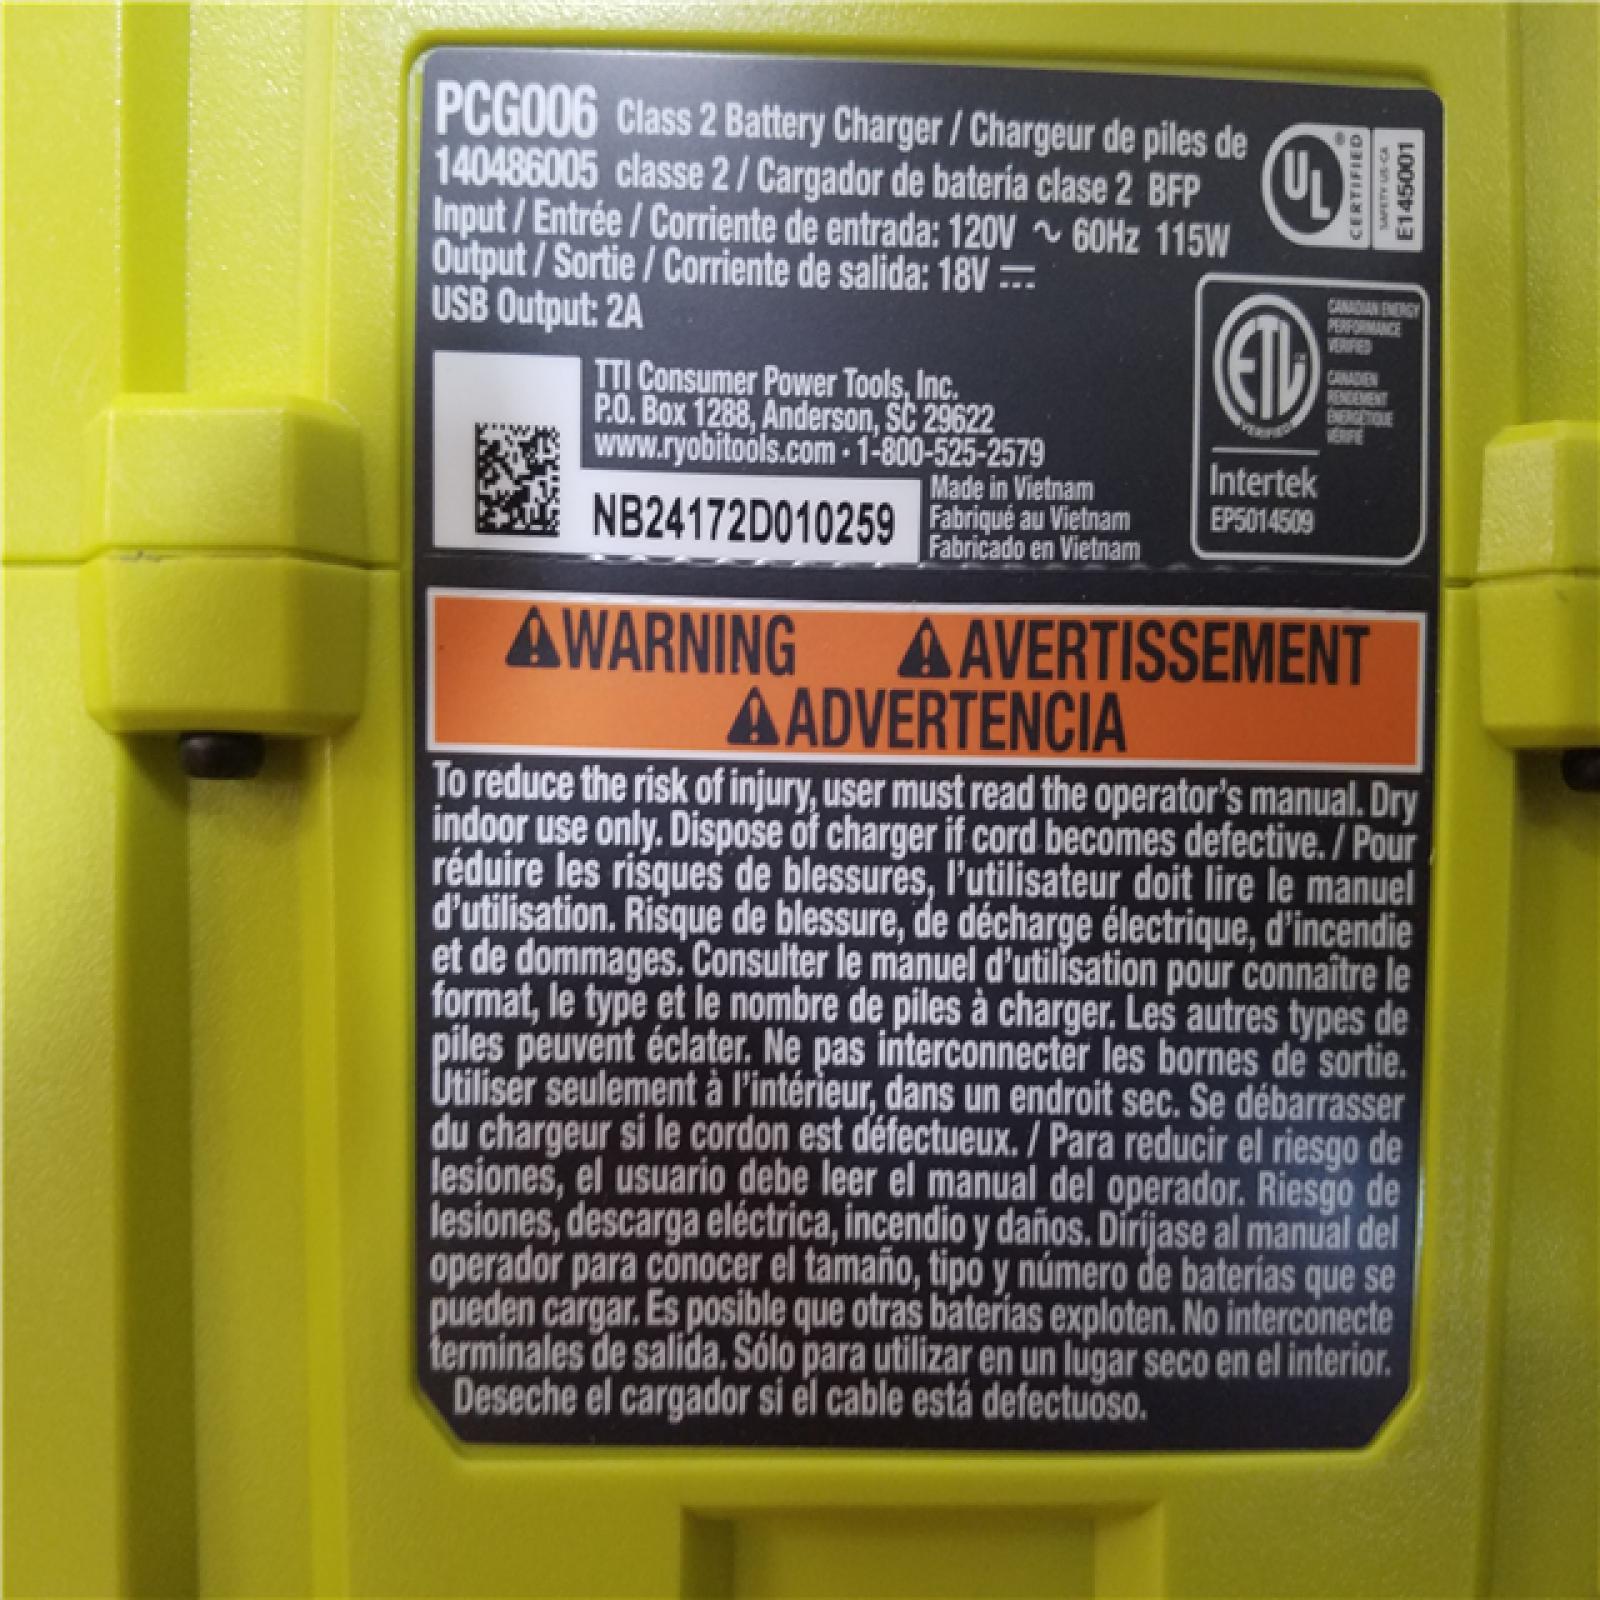 PCG006 Class 2 Battery Charger / Chargeur de piles de
140486005 classe 2 / Cargador de batería clase 2 BFP
Input / Entrée / Corriente de entrada: 120V ~ 60Hz 115W
Output / Sortie / Corriente de salida: 18V ⎓
USB Output: 2A
UL
®
CERTIFIED
SAFETY US-CA
E145001
TTI Consumer Power Tools, Inc.
P.O. Box 1288, Anderson, SC 29622
www.ryobitools.com · 1-800-525-2579
NB24172D010259
Made in Vietnam
Fabriqué au Vietnam
Fabricado en Vietnam
ETL
VERIFIED
CANADIAN ENERGY
PERFORMANCE
VERIFIED
CANADIEN
RENDEMENT
ÉNERGÉTIQUE
VÉRIFIÉ
Intertek
EP5014509
⚠WARNING ⚠AVERTISSEMENT
⚠ADVERTENCIA
To reduce the risk of injury, user must read the operator's manual. Dry
indoor use only. Dispose of charger if cord becomes defective. / Pour
réduire les risques de blessures, l'utilisateur doit lire le manuel
d'utilisation. Risque de blessure, de décharge électrique, d'incendie
et de dommages. Consulter le manuel d'utilisation pour connaître le
format, le type et le nombre de piles à charger. Les autres types de
piles peuvent éclater. Ne pas interconnecter les bornes de sortie.
Utiliser seulement à l'intérieur, dans un endroit sec. Se débarrasser
du chargeur si le cordon est défectueux. / Para reducir el riesgo de
lesiones, el usuario debe leer el manual del operador. Riesgo de
lesiones, descarga eléctrica, incendio y daños. Diríjase al manual del
operador para conocer el tamaño, tipo y número de baterías que se
pueden cargar. Es posible que otras baterías exploten. No interconecte
terminales de salida. Sólo para utilizar en un lugar seco en el interior.
Deseche el cargador si el cable está defectuoso.